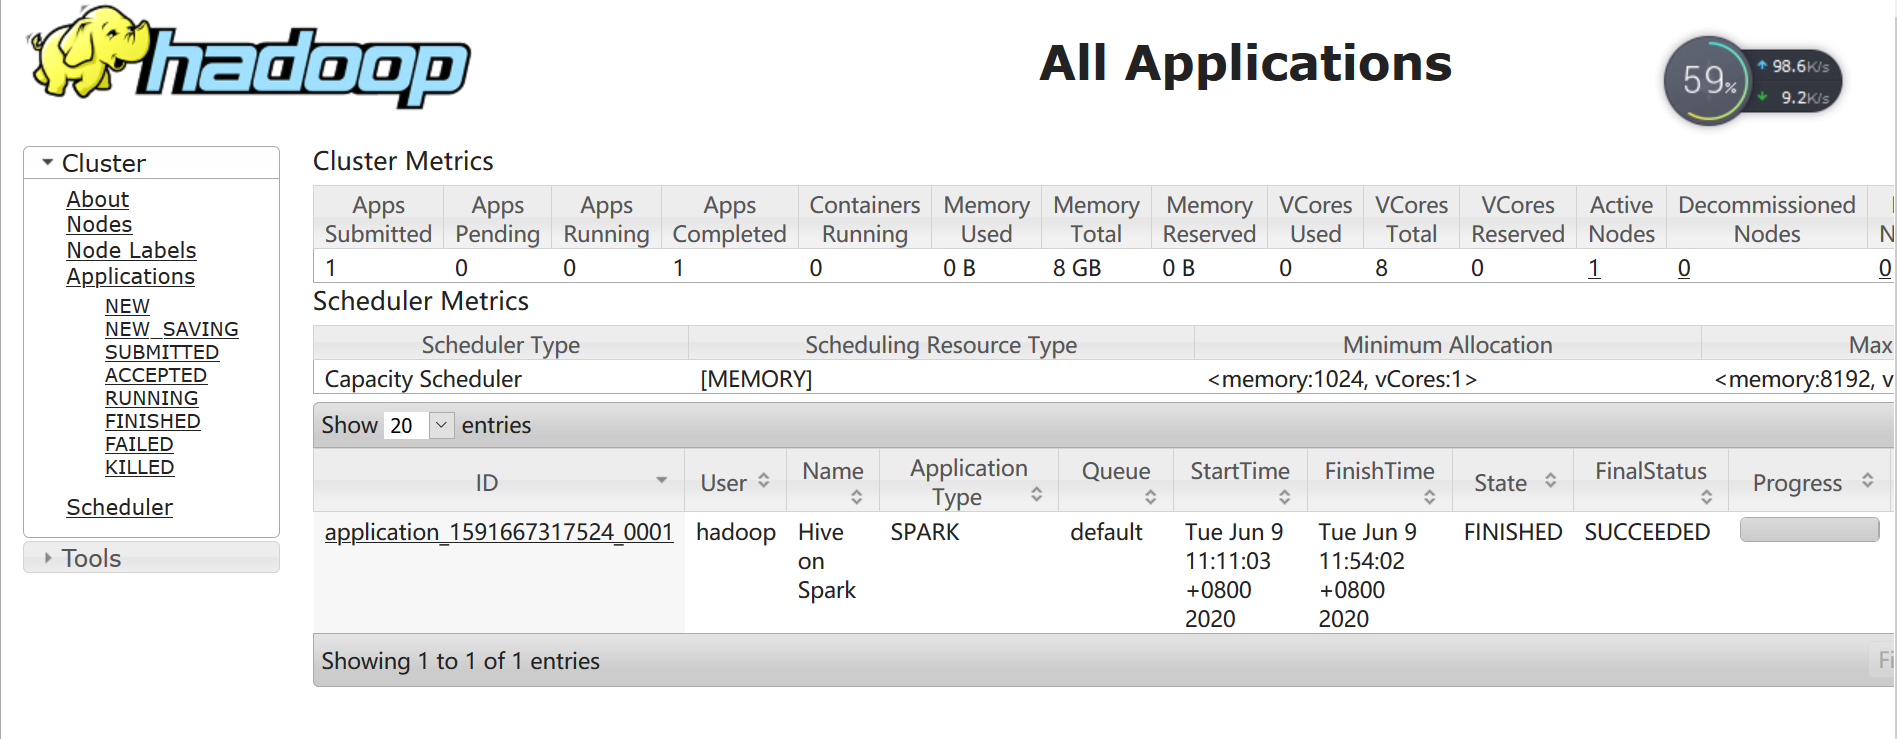 hadoop
All Applications
59%
98.6K/s
9.2K/s
Cluster
About
Nodes
Node Labels
Applications
NEW
NEW_SAVING
SUBMITTED
ACCEPTED
RUNNING
FINISHED
FAILED
KILLED
Scheduler
Tools
Cluster Metrics
Apps Submitted Apps Pending Apps Running Apps Completed Containers Running Memory Used Memory Total Memory Reserved VCores Used VCores Total VCores Reserved Active Nodes Decommissioned Nodes
1 0 0 1 0 0 B 8 GB 0 B 0 8 0 1 0 0
Scheduler Metrics
Scheduler Type Scheduling Resource Type Minimum Allocation Max
Capacity Scheduler [MEMORY] <memory:1024, vCores:1> <memory:8192, v
Show 20 entries
ID User Name Application Type Queue StartTime FinishTime State FinalStatus Progress
application_1591667317524_0001 hadoop Hive on Spark SPARK default Tue Jun 9 11:11:03 +0800 2020 Tue Jun 9 11:54:02 +0800 2020 FINISHED SUCCEEDED
Showing 1 to 1 of 1 entries
Fi